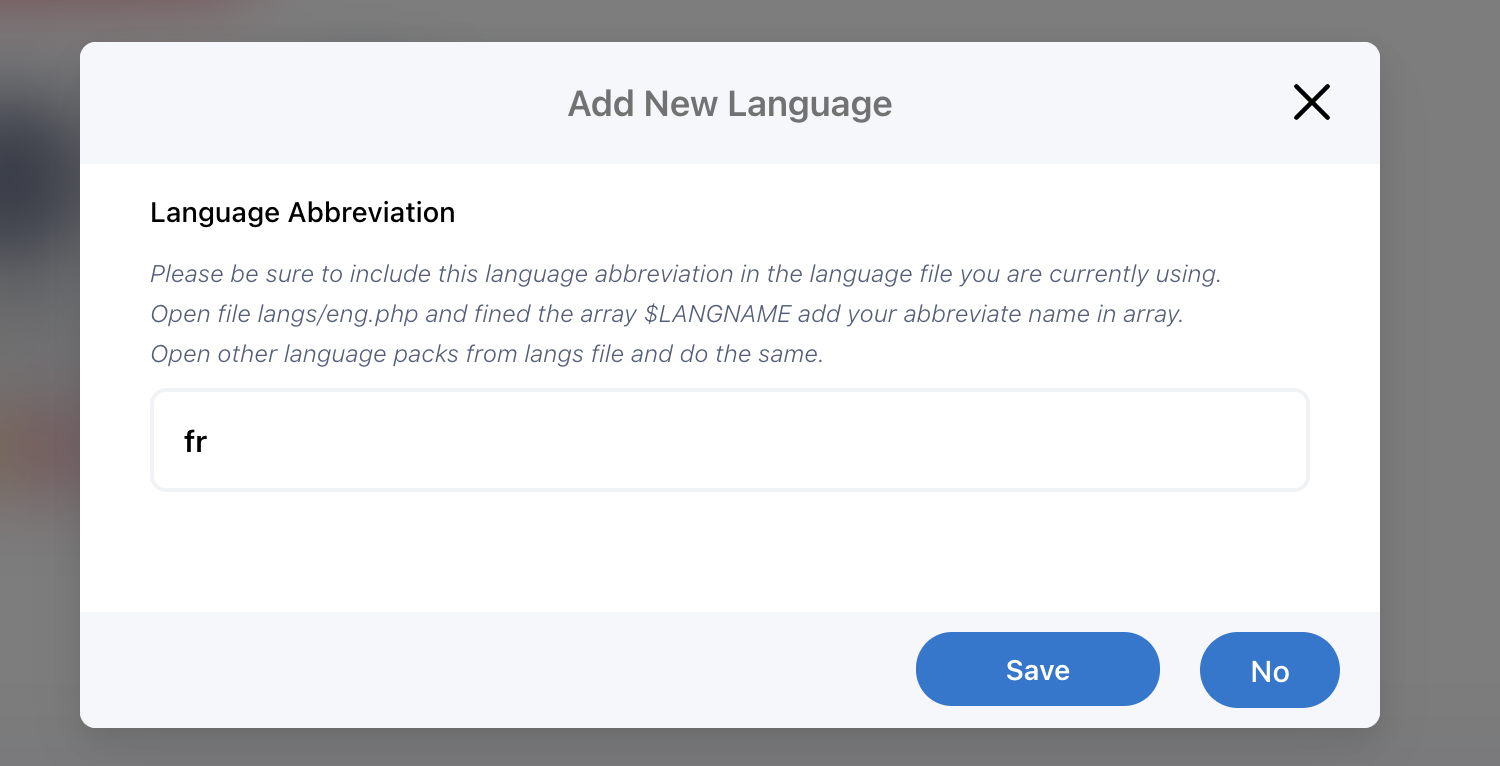 Add New Language
Language Abbreviation
Please be sure to include this language abbreviation in the language file you are currently using.
Open file langs/eng.php and fined the array $LANGNAME add your abbreviate name in array.
Open other language packs from langs file and do the same.
fr
Save
No